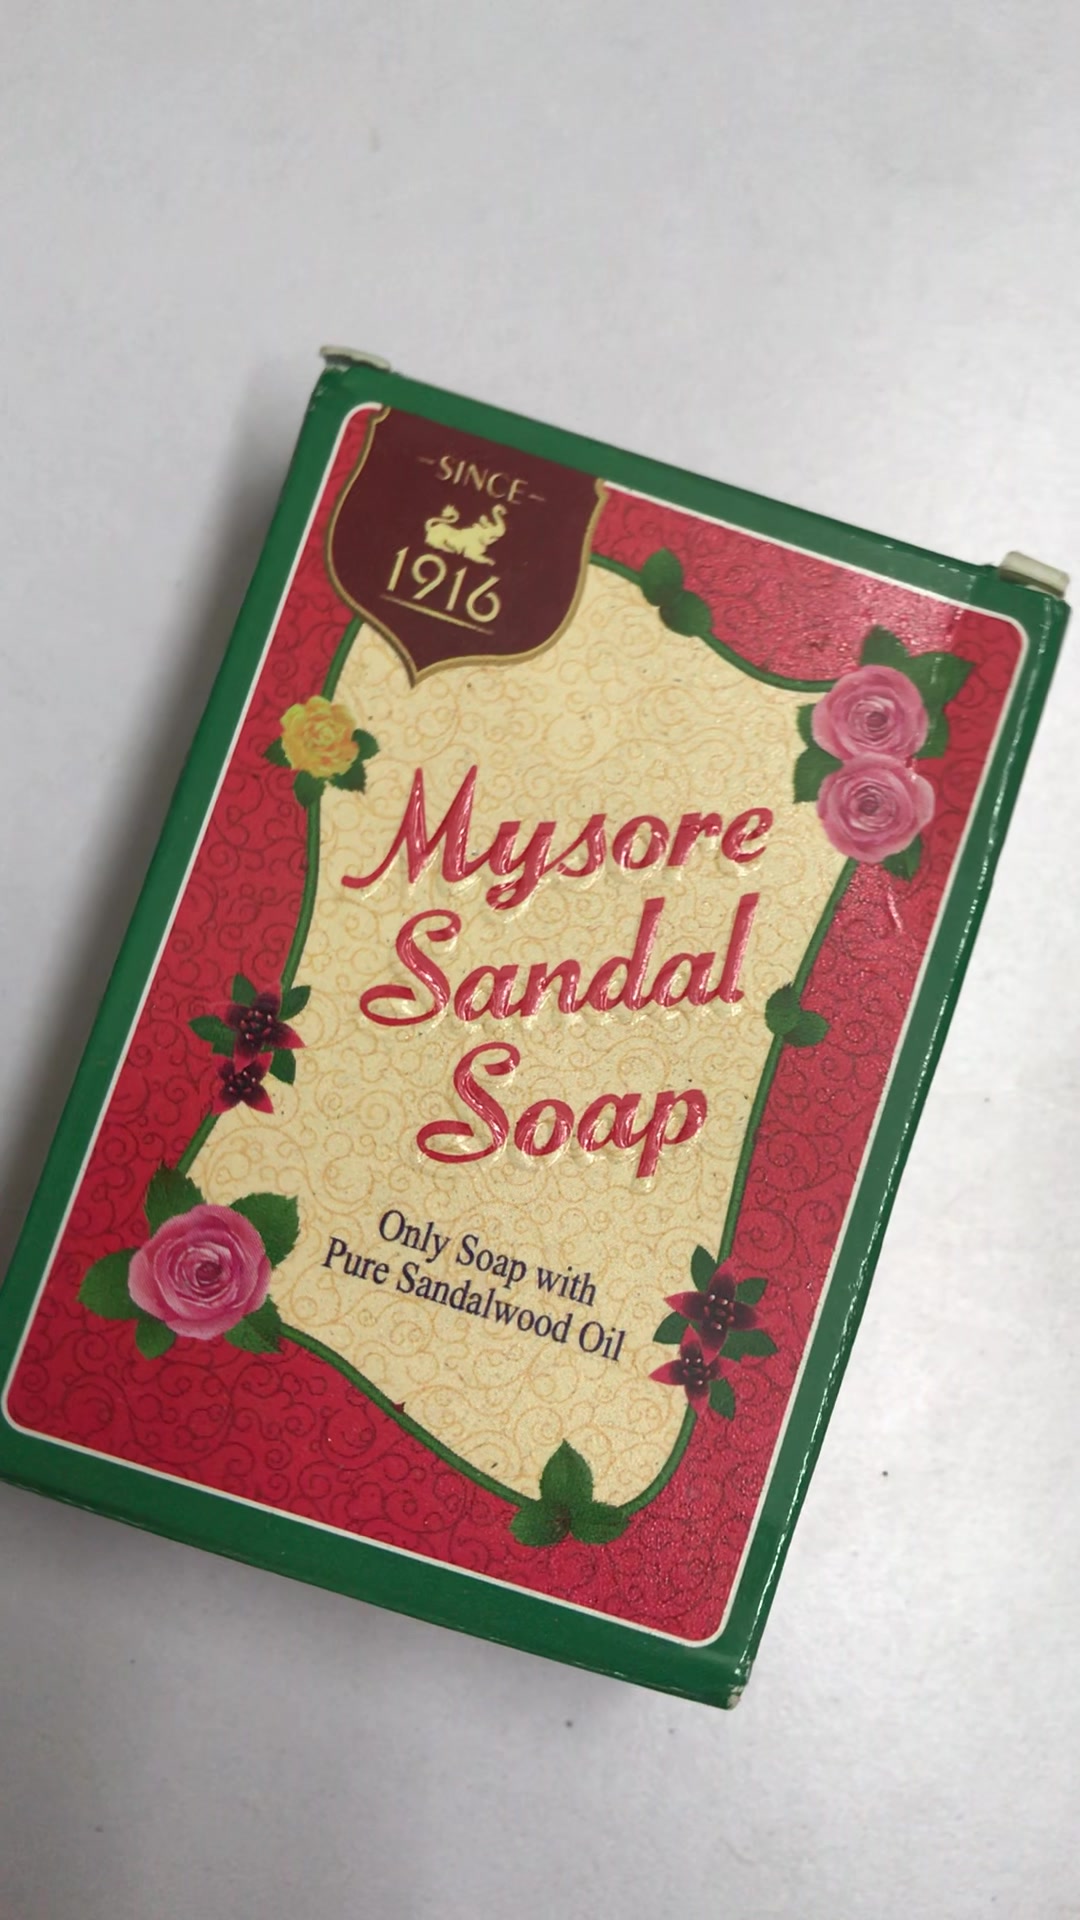 -SINCE-
1916
Mysore
Sandal
Soap
Only Soap with
Pure Sandalwood Oil